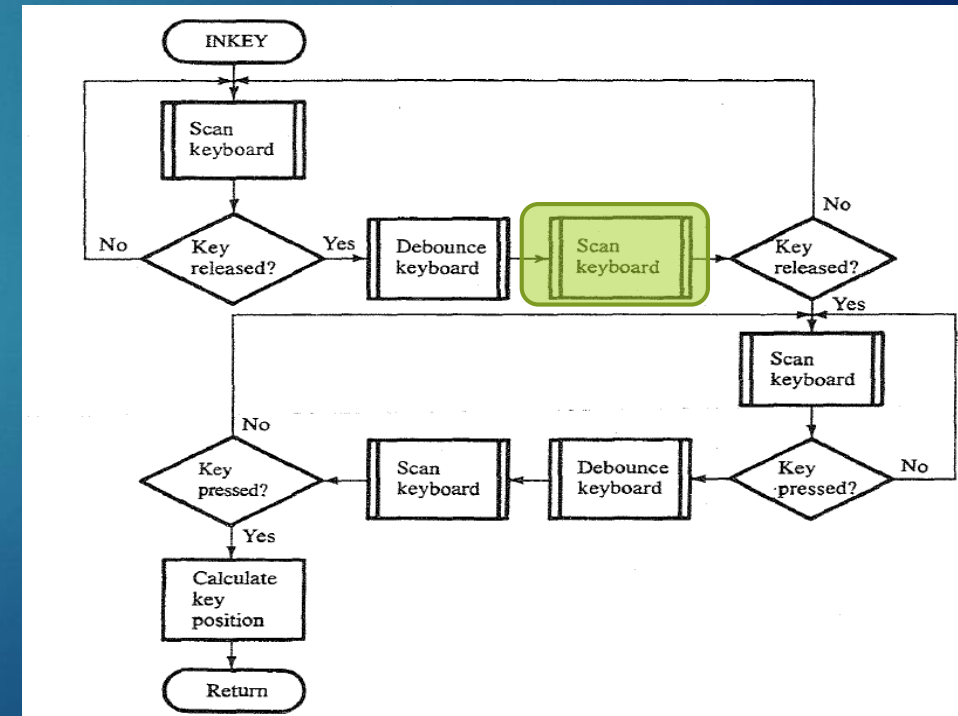 INKEY
Scan
keyboard
No
Key
released?
Yes
Debounce
keyboard
Scan
keyboard
Key
released?
No
Yes
Scan
keyboard
Key
pressed?
No
Debounce
keyboard
Scan
keyboard
Key
pressed?
No
Yes
Calculate
key
position
Return